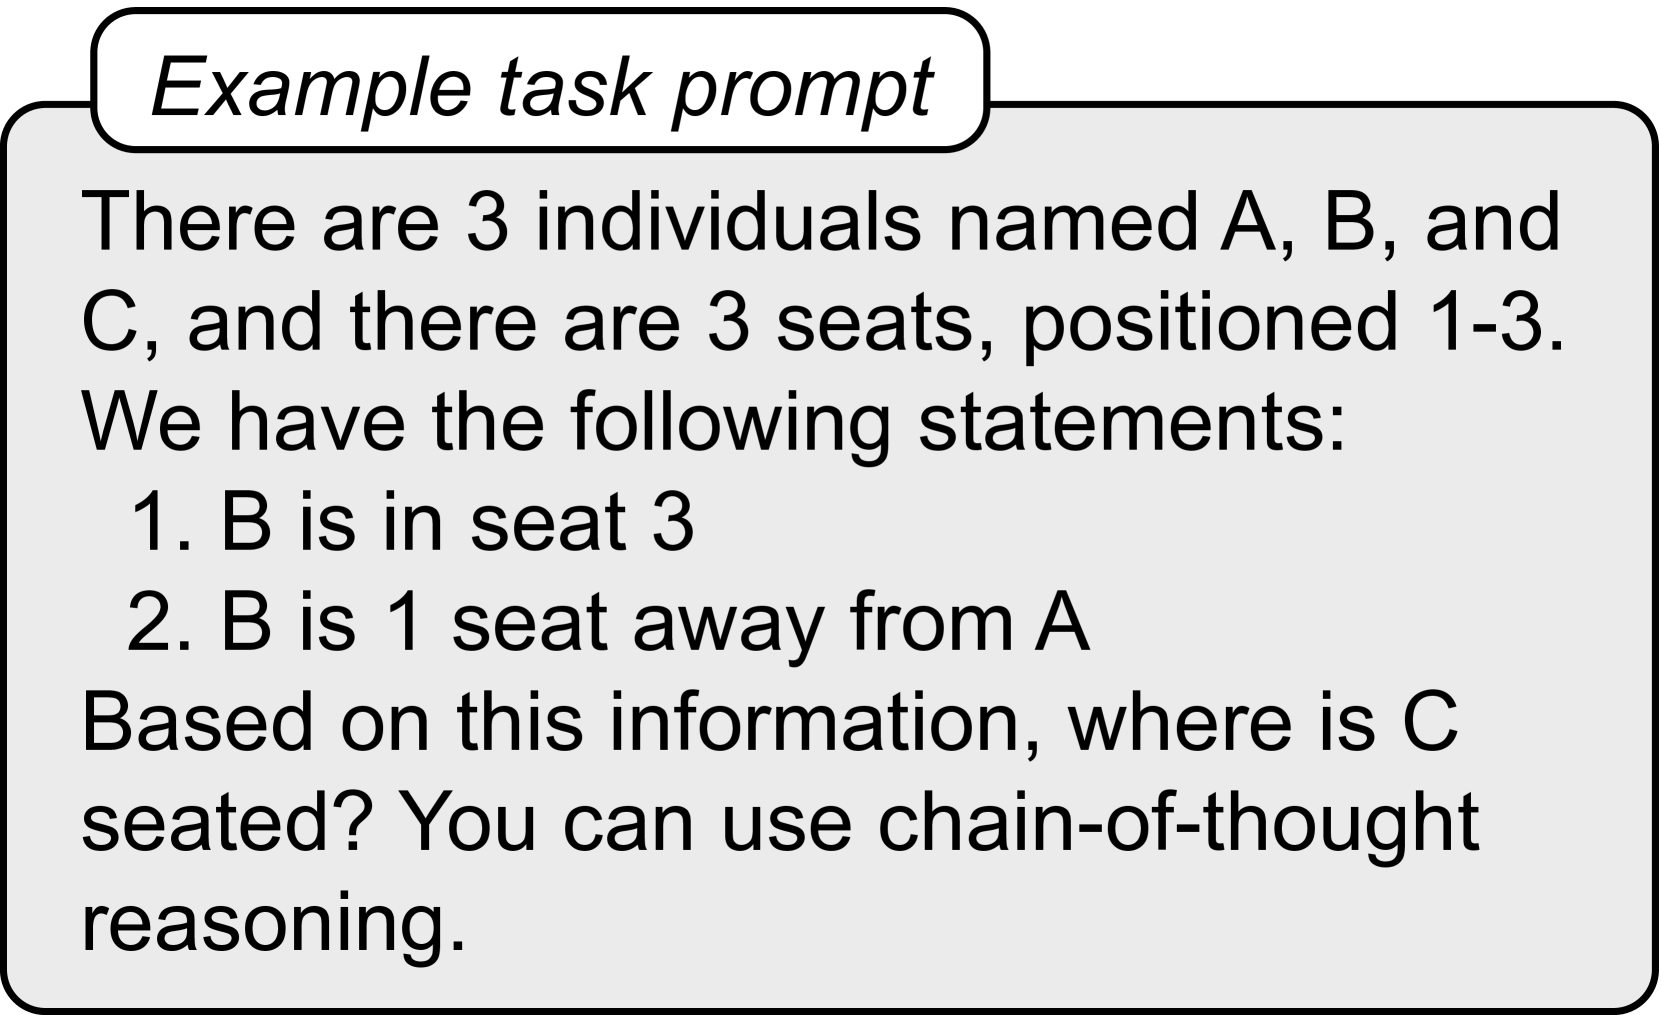 Example task prompt
There are 3 individuals named A, B, and
C, and there are 3 seats, positioned 1-3.
We have the following statements:
1. B is in seat 3
2. B is 1 seat away from A
Based on this information, where is C
seated? You can use chain-of-thought
reasoning.